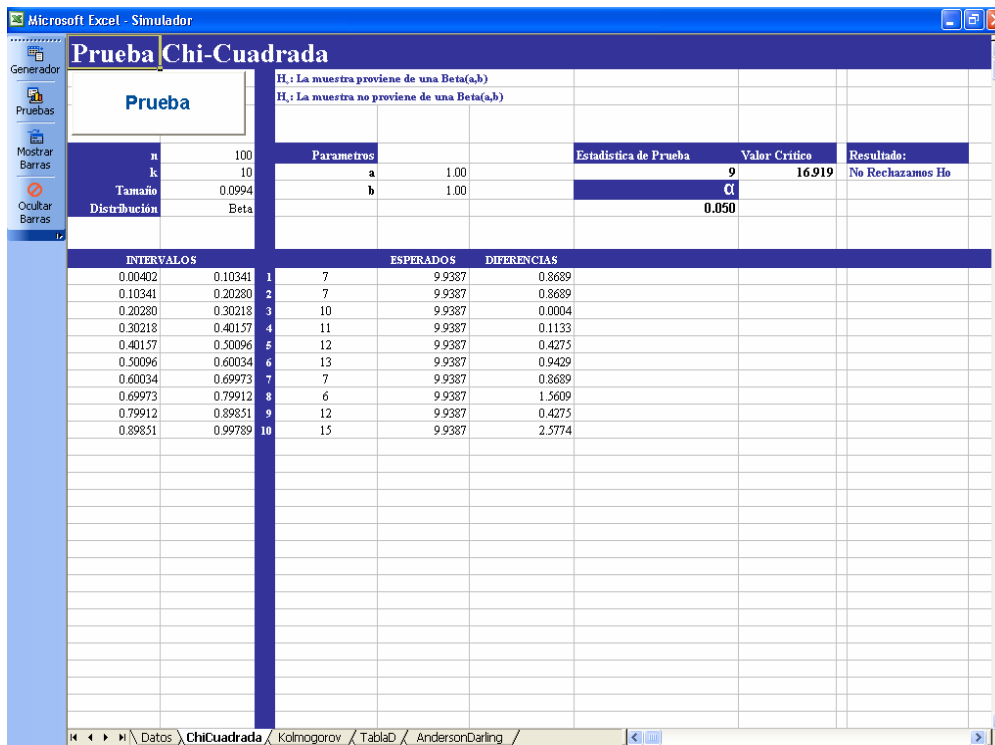 Microsoft Excel - Simulador
Generador
Pruebas
Mostrar
Barras
Ocultar
Barras
Prueba Chi-Cuadrada
Prueba
H₀: La muestra proviene de una Beta(a,b)
: La muestra no proviene de una Beta(a,b)
n 100 Parametros Estadistica de Prueba Valor Crítico Resultado:
k 10 a 1.00 9 16.919 No Rechazamos Ho
Tamaño 0.0994 b 1.00 α
Distribución Beta 0.050
INTERVALOS ESPERADOS DIFERENCIAS
0.00402 0.10341 1 7 9.9387 0.8689
0.10341 0.20280 2 7 9.9387 0.8689
0.20280 0.30218 3 10 9.9387 0.0004
0.30218 0.40157 4 11 9.9387 0.1133
0.40157 0.50096 5 12 9.9387 0.4275
0.50096 0.60034 6 13 9.9387 0.9429
0.60034 0.69973 7 7 9.9387 0.8689
0.69973 0.79912 8 6 9.9387 1.5609
0.79912 0.89851 9 12 9.9387 0.4275
0.89851 0.99789 10 15 9.9387 2.5774
Datos ChiCuadrada Kolmogorov TablaD AndersonDarling